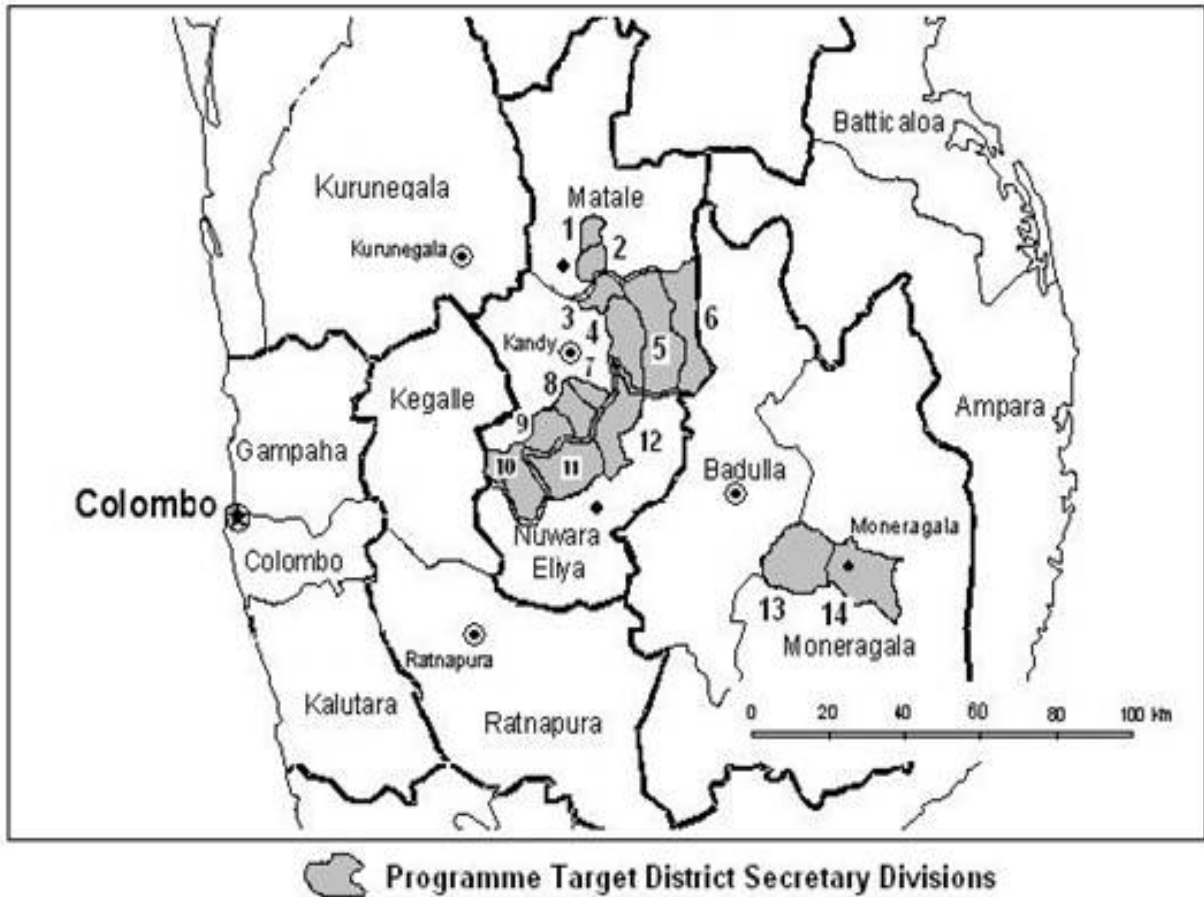 Batticaloa
Kuruneqala
Matale
1
2
Kurunegala
3
4
5
6
Kandy
7
8
Kegalle
Ampara
9
12
Gampaha
10
11
Badulla
Colombo
Moneragala
Nuwara
Eliya
Colombo
13
14
Moneragala
Ratnapura
Kalutara
Ratnapura
0 20 40 60 80 100 Km
Programme Target District Secretary Divisions